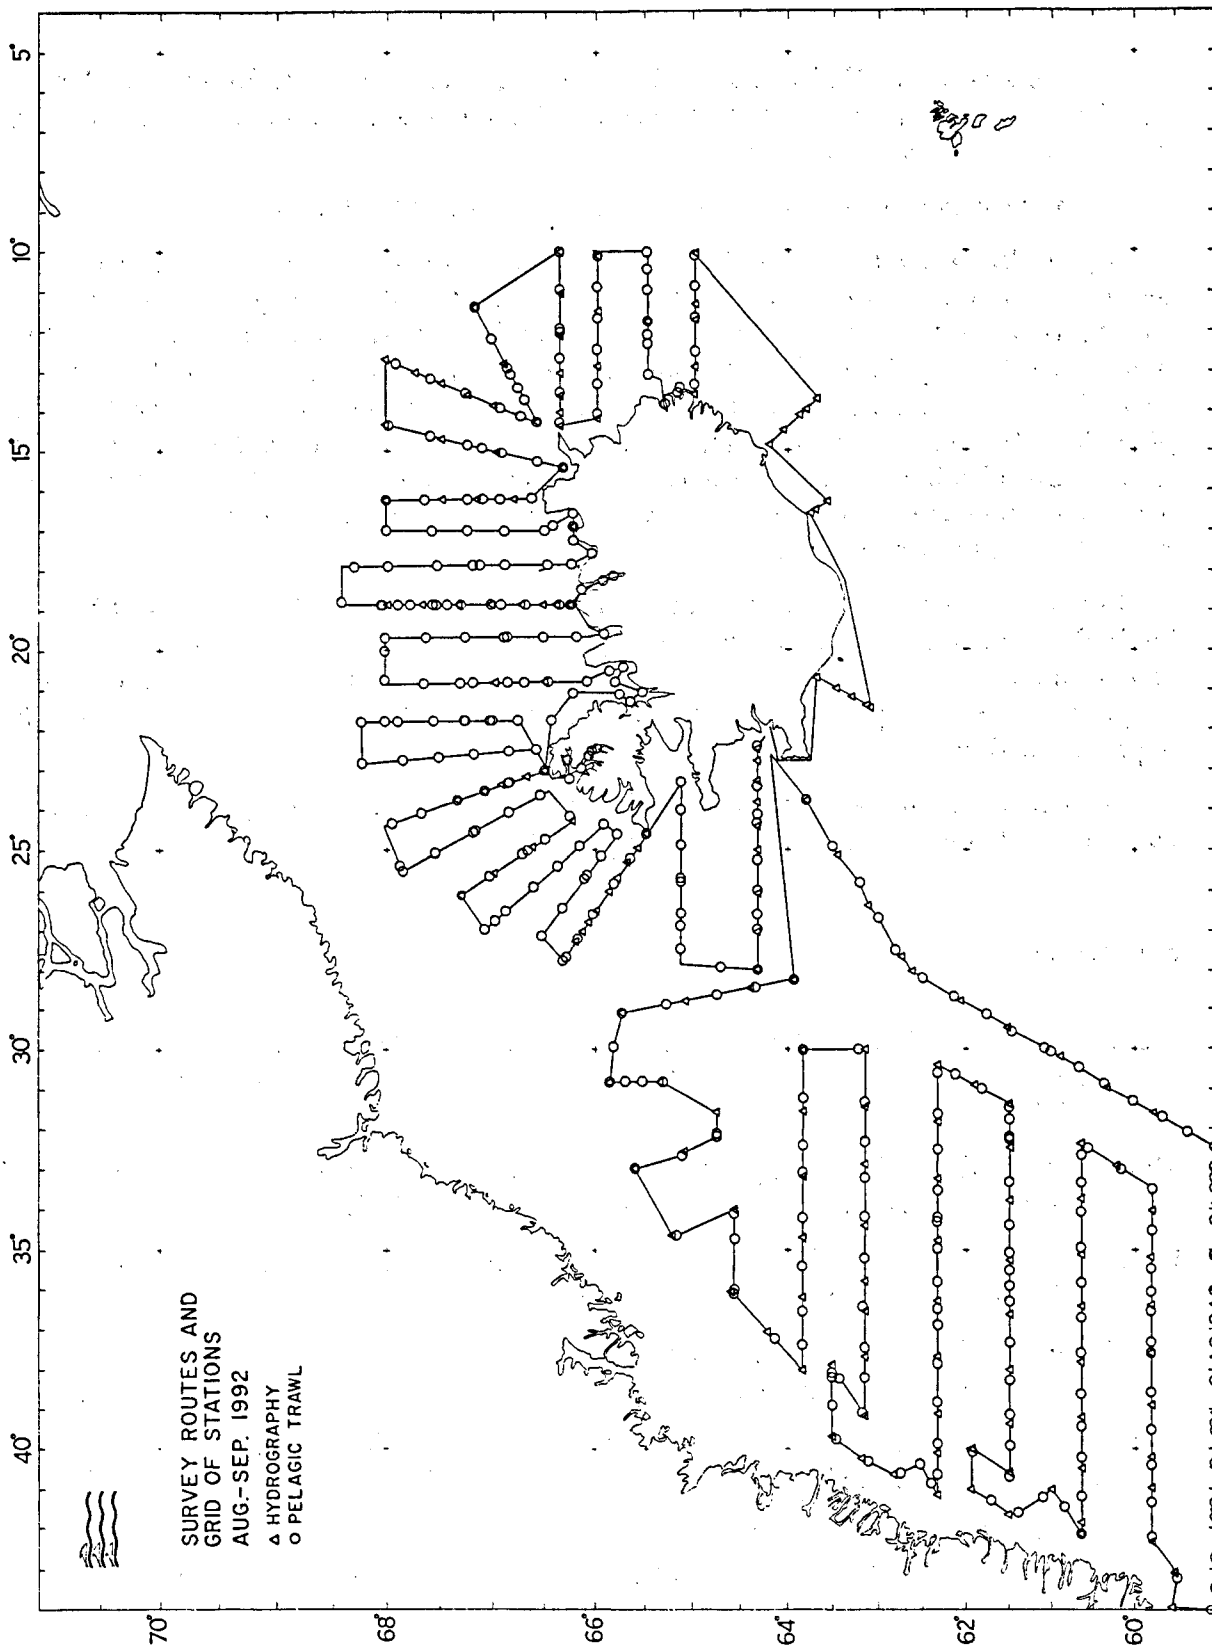 SURVEY ROUTES AND
GRID OF STATIONS
AUG.-SEP. 1992
△ HYDROGRAPHY
○ PELAGIC TRAWL
5°
10°
15°
20°
25°
30°
35°
40°
70°
68°
66°
64°
62°
60°